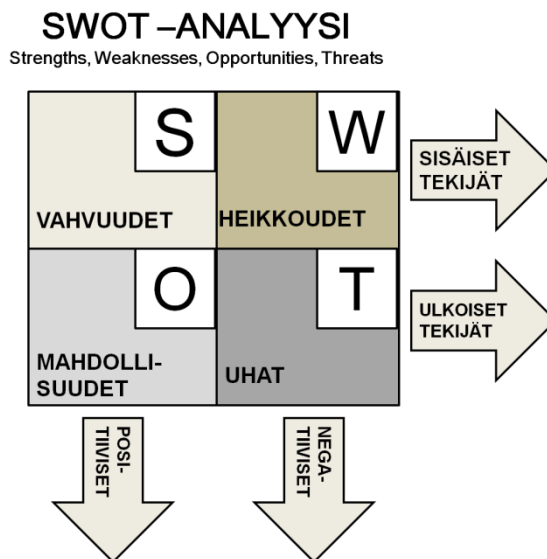 SWOT –ANALYYSI
Strengths, Weaknesses, Opportunities, Threats
S
VAHVUUDET
W
HEIKKOUDET
SISÄISET
TEKIJÄT
O
MAHDOLLI-
SUUDET
T
UHAT
ULKOISET
TEKIJÄT
POSI-
TIIVISET
NEGA-
TIIVISET